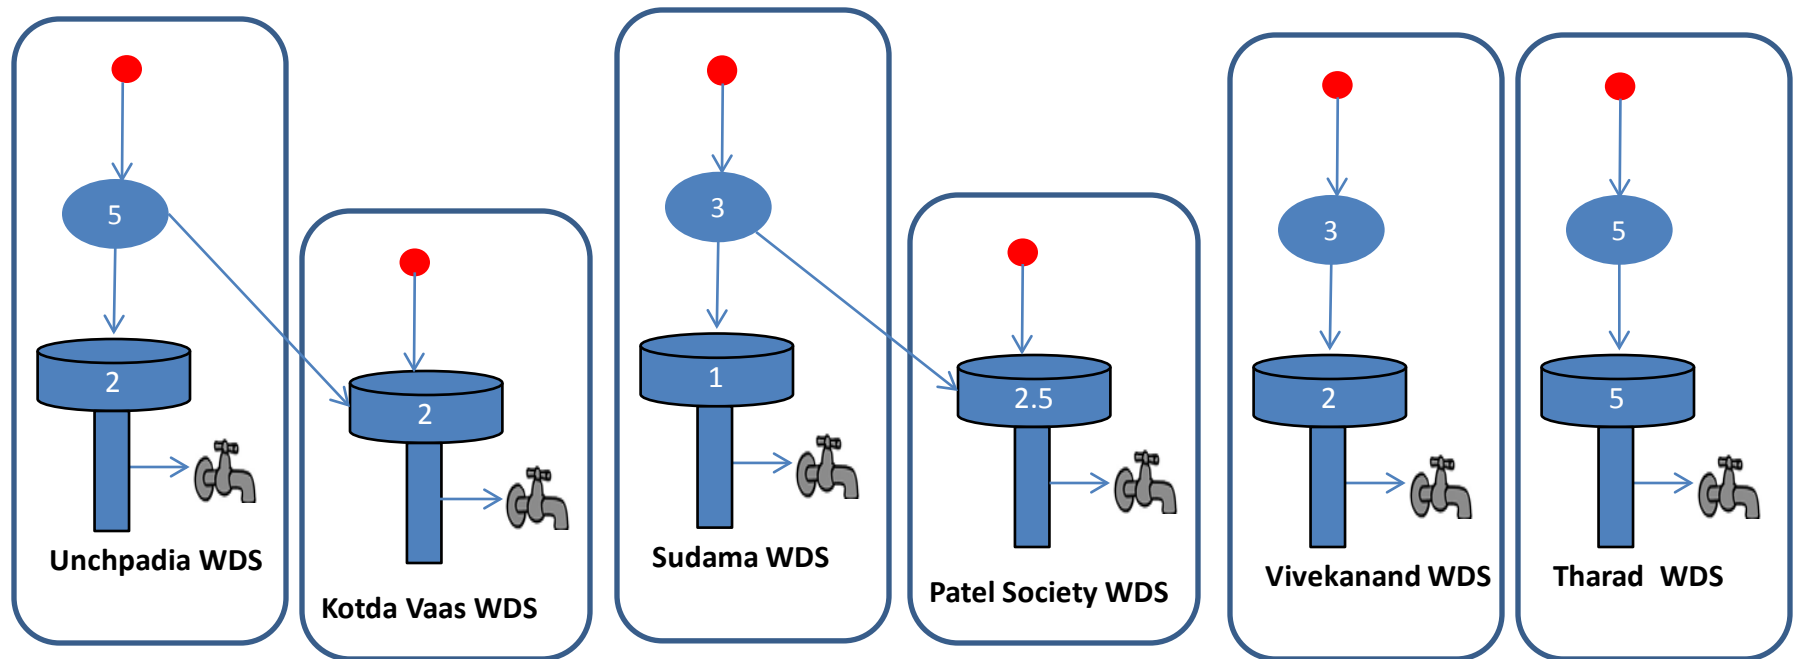 5
2
Unchpadia WDS
2
Kotda Vaas WDS
3
1
Sudama WDS
2.5
Patel Society WDS
3
2
Vivekanand WDS
5
5
Tharad WDS